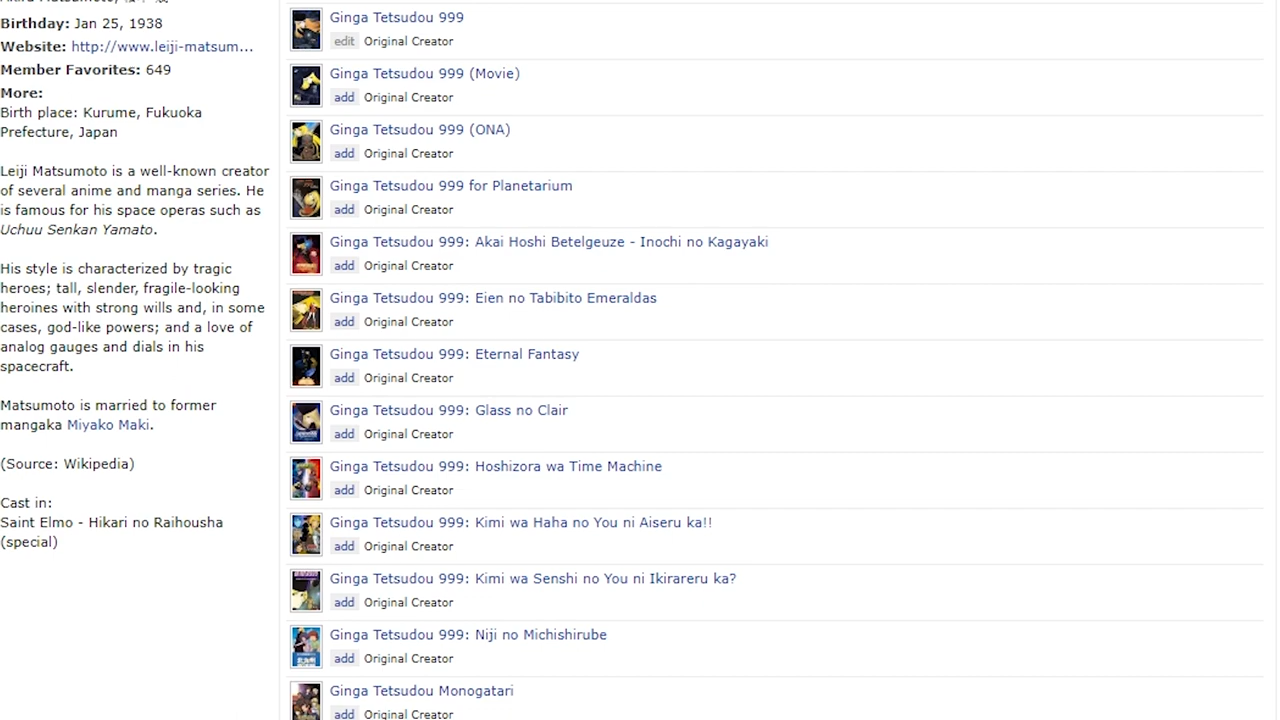 Birthday: Jan 25, 1938
Website: http://www.leiji-matsum...
Member Favorites: 649
More:
Birth place: Kurume, Fukuoka
Prefecture, Japan
Leiji Matsumoto is a well-known creator
of several anime and manga series. He
is famous for his space operas such as
Uchuu Senkan Yamato.
His style is characterized by tragic
heroes; tall, slender, fragile-looking
heroines with strong wills and, in some
cases, god-like powers; and a love of
analog gauges and dials in his
spacecraft.
Matsumoto is married to former
mangaka Miyako Maki.
(Source: Wikipedia)
Cast in:
Saint Elmo - Hikari no Raihousha
(special)
Ginga Tetsudou 999
edit Original Creator
Ginga Tetsudou 999 (Movie)
add Original Creator
Ginga Tetsudou 999 (ONA)
add Original Creator
Ginga Tetsudou 999 for Planetarium
add Original Creator
Ginga Tetsudou 999: Akai Hoshi Betelgeuze - Inochi no Kagayaki
add Original Creator
Ginga Tetsudou 999: Eien no Tabibito Emeraldas
add Original Creator
Ginga Tetsudou 999: Eternal Fantasy
add Original Creator
Ginga Tetsudou 999: Glass no Clair
add Original Creator
Ginga Tetsudou 999: Hoshizora wa Time Machine
add Original Creator
Ginga Tetsudou 999: Kimi wa Haha no You ni Aiseru ka!!
add Original Creator
Ginga Tetsudou 999: Kimi wa Senshi no You ni Ikirareru ka?
add Original Creator
Ginga Tetsudou 999: Niji no Michishirube
add Original Creator
Ginga Tetsudou Monogatari
add Original Creator